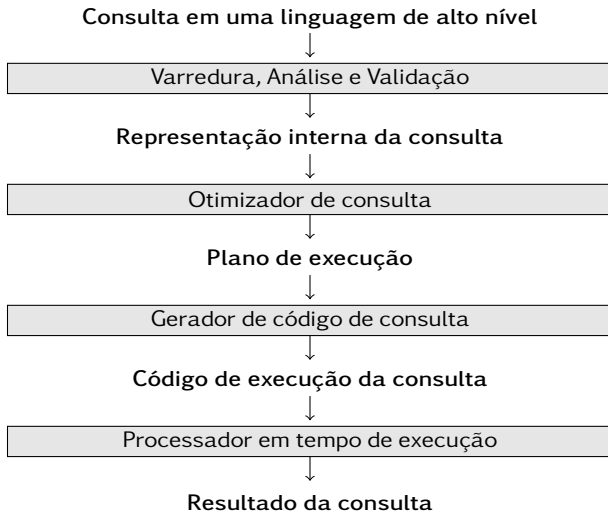 Consulta em uma linguagem de alto nível
Varredura, Análise e Validação
Representação interna da consulta
Otimizador de consulta
Plano de execução
Gerador de código de consulta
Código de execução da consulta
Processador em tempo de execução
Resultado da consulta